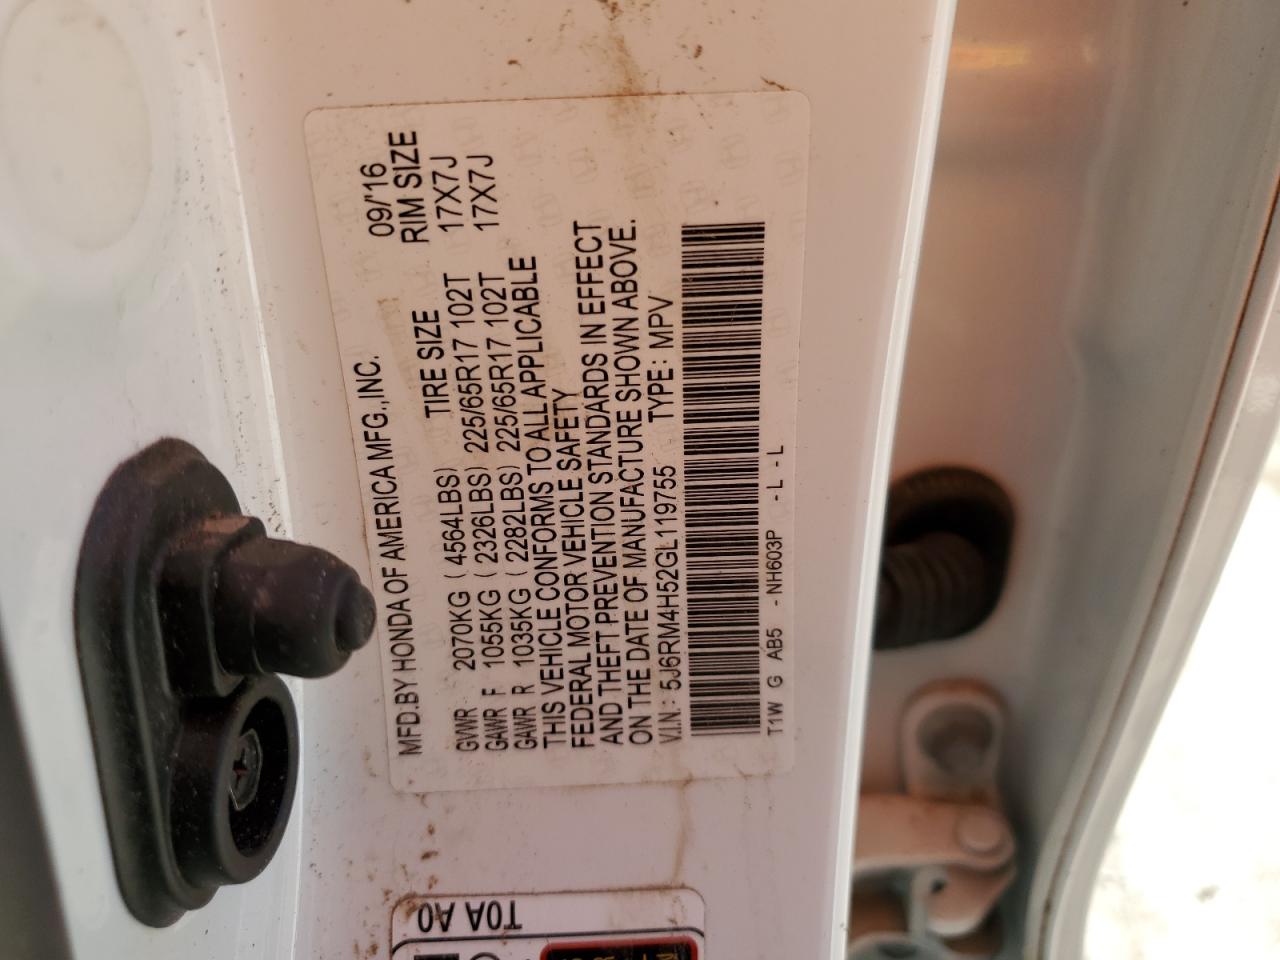 MFD.BY HONDA OF AMERICA MFG.,INC. 09/'16
TIRE SIZE RIM SIZE
GVWR 2070KG ( 4564LBS)
GAWR F 1055KG ( 2326LBS) 225/65R17 102T 17X7J
GAWR R 1035KG ( 2282LBS) 225/65R17 102T 17X7J
THIS VEHICLE CONFORMS TO ALL APPLICABLE
FEDERAL MOTOR VEHICLE SAFETY
AND THEFT PREVENTION STANDARDS IN EFFECT
ON THE DATE OF MANUFACTURE SHOWN ABOVE.
V.I.N.: 5J6RM4H52GL119755 TYPE: MPV
T1W G AB5 -NH603P -L-L
T0A A0